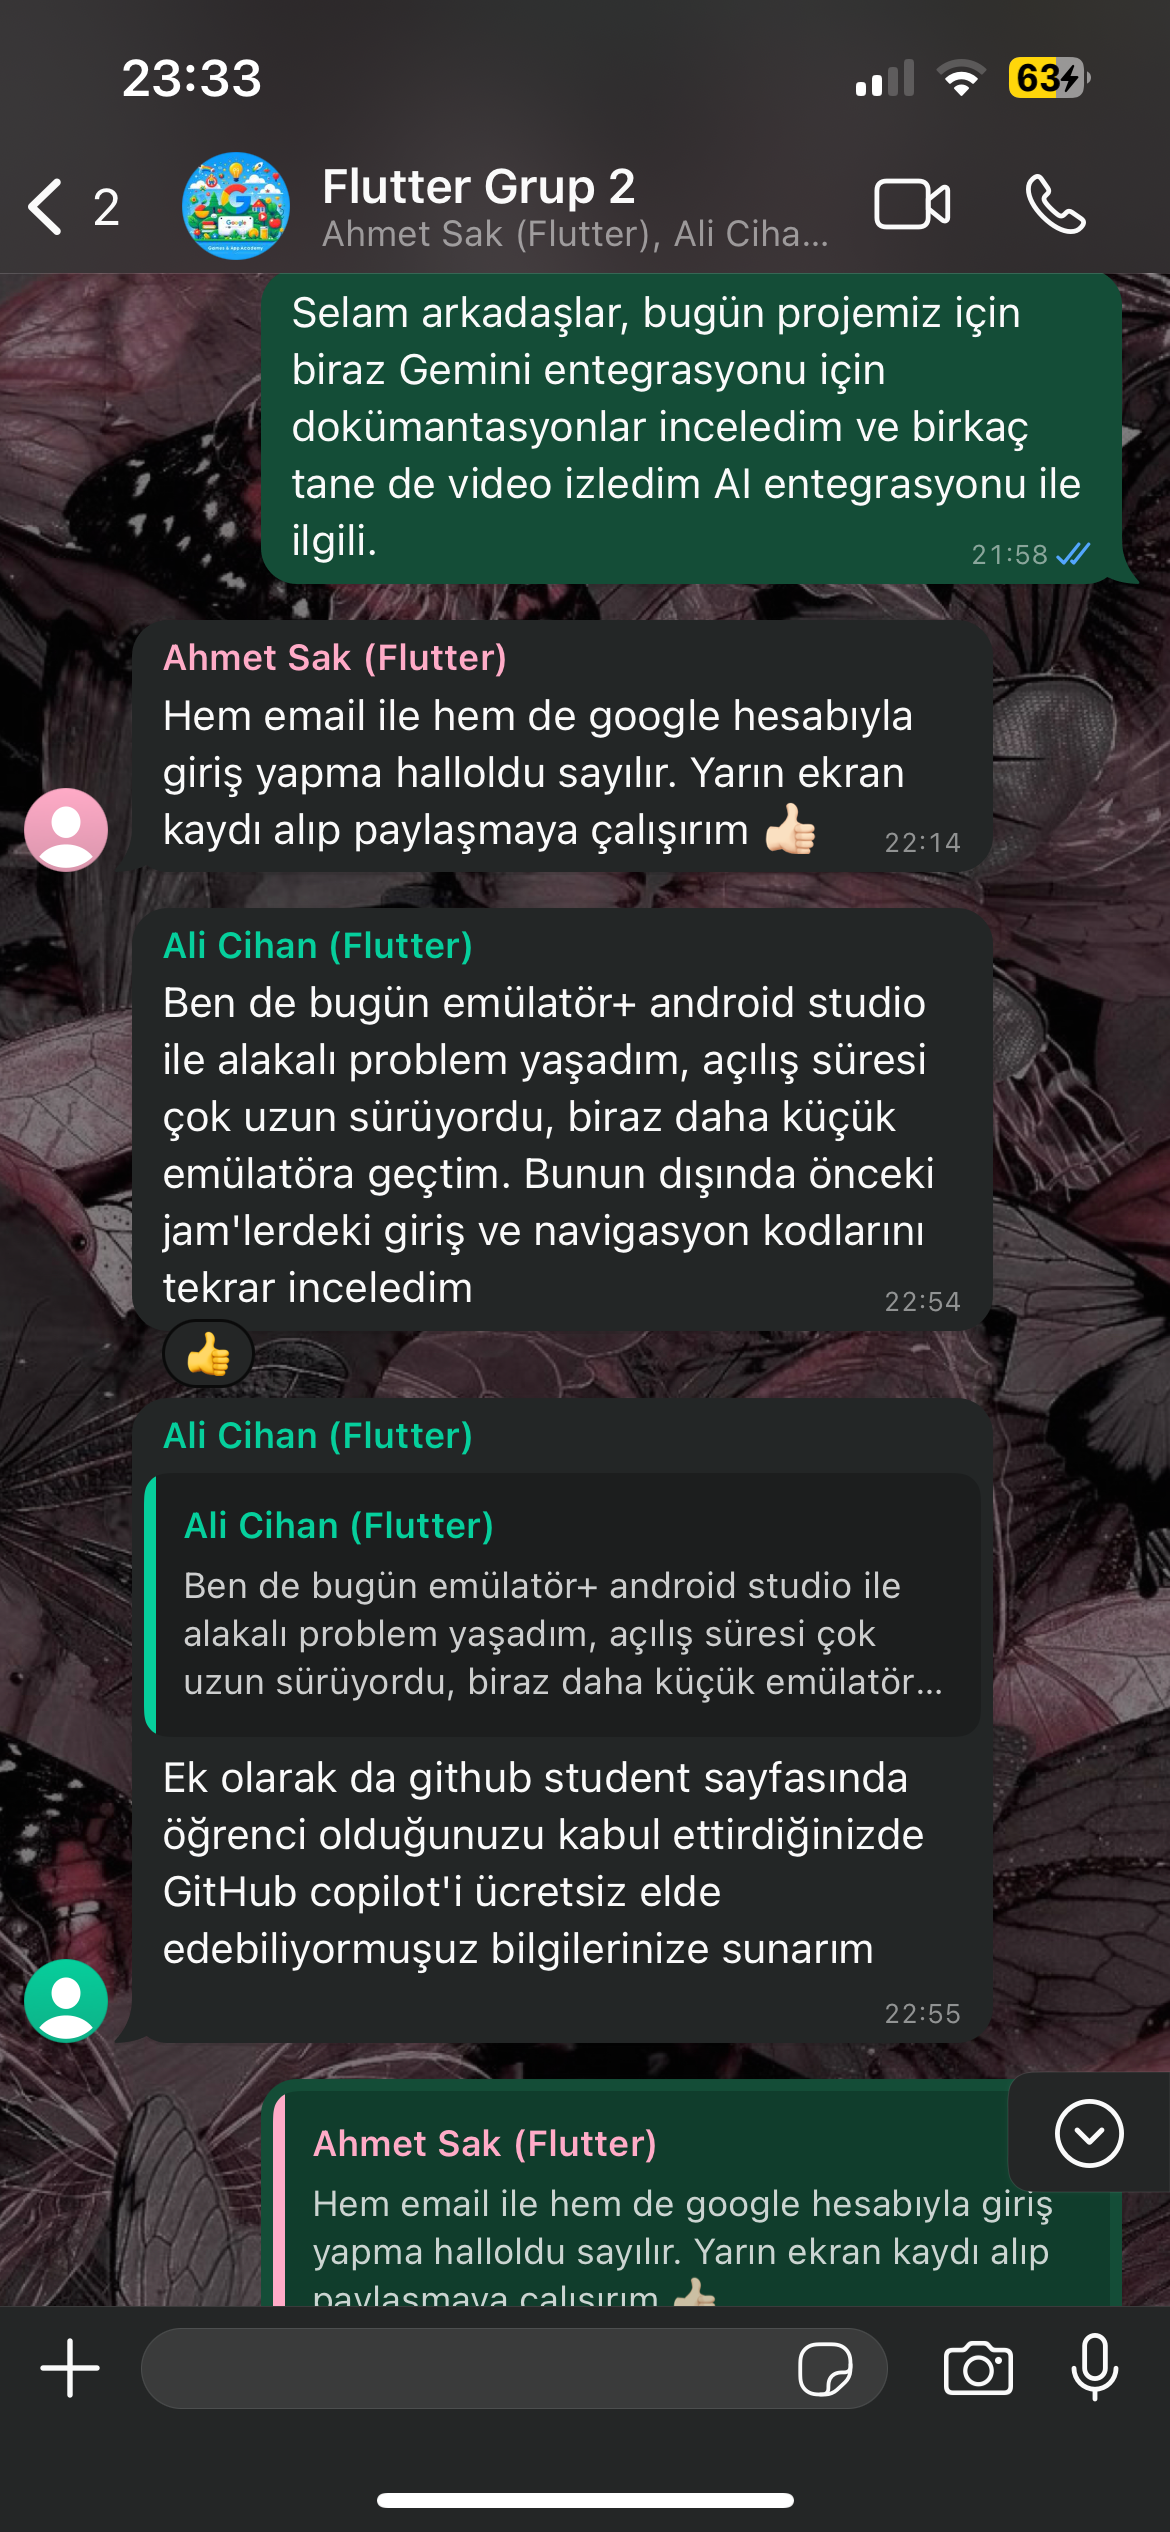 23:33
63
2
Flutter Grup 2
Ahmet Sak (Flutter), Ali Ciha...
Selam arkadaşlar, bugün projemiz için
biraz Gemini entegrasyonu için
dokümantasyonlar inceledim ve birkaç
tane de video izledim AI entegrasyonu ile
ilgili.
21:58
Ahmet Sak (Flutter)
Hem email ile hem de google hesabıyla
giriş yapma halloldu sayılır. Yarın ekran
kaydı alıp paylaşmaya çalışırım 👍🏻
22:14
Ali Cihan (Flutter)
Ben de bugün emülatör+ android studio
ile alakalı problem yaşadım, açılış süresi
çok uzun sürüyordu, biraz daha küçük
emülatöra geçtim. Bunun dışında önceki
jam'lerdeki giriş ve navigasyon kodlarını
tekrar inceledim
22:54
👍
Ali Cihan (Flutter)
Ali Cihan (Flutter)
Ben de bugün emülatör+ android studio ile
alakalı problem yaşadım, açılış süresi çok
uzun sürüyordu, biraz daha küçük emülatör...
Ek olarak da github student sayfasında
öğrenci olduğunuzu kabul ettirdiğinizde
GitHub copilot'i ücretsiz elde
edebiliyormuşuz bilgilerinize sunarım
22:55
Ahmet Sak (Flutter)
Hem email ile hem de google hesabıyla giriş
yapma halloldu sayılır. Yarın ekran kaydı alıp
paylaşmaya çalışırım 👍🏻